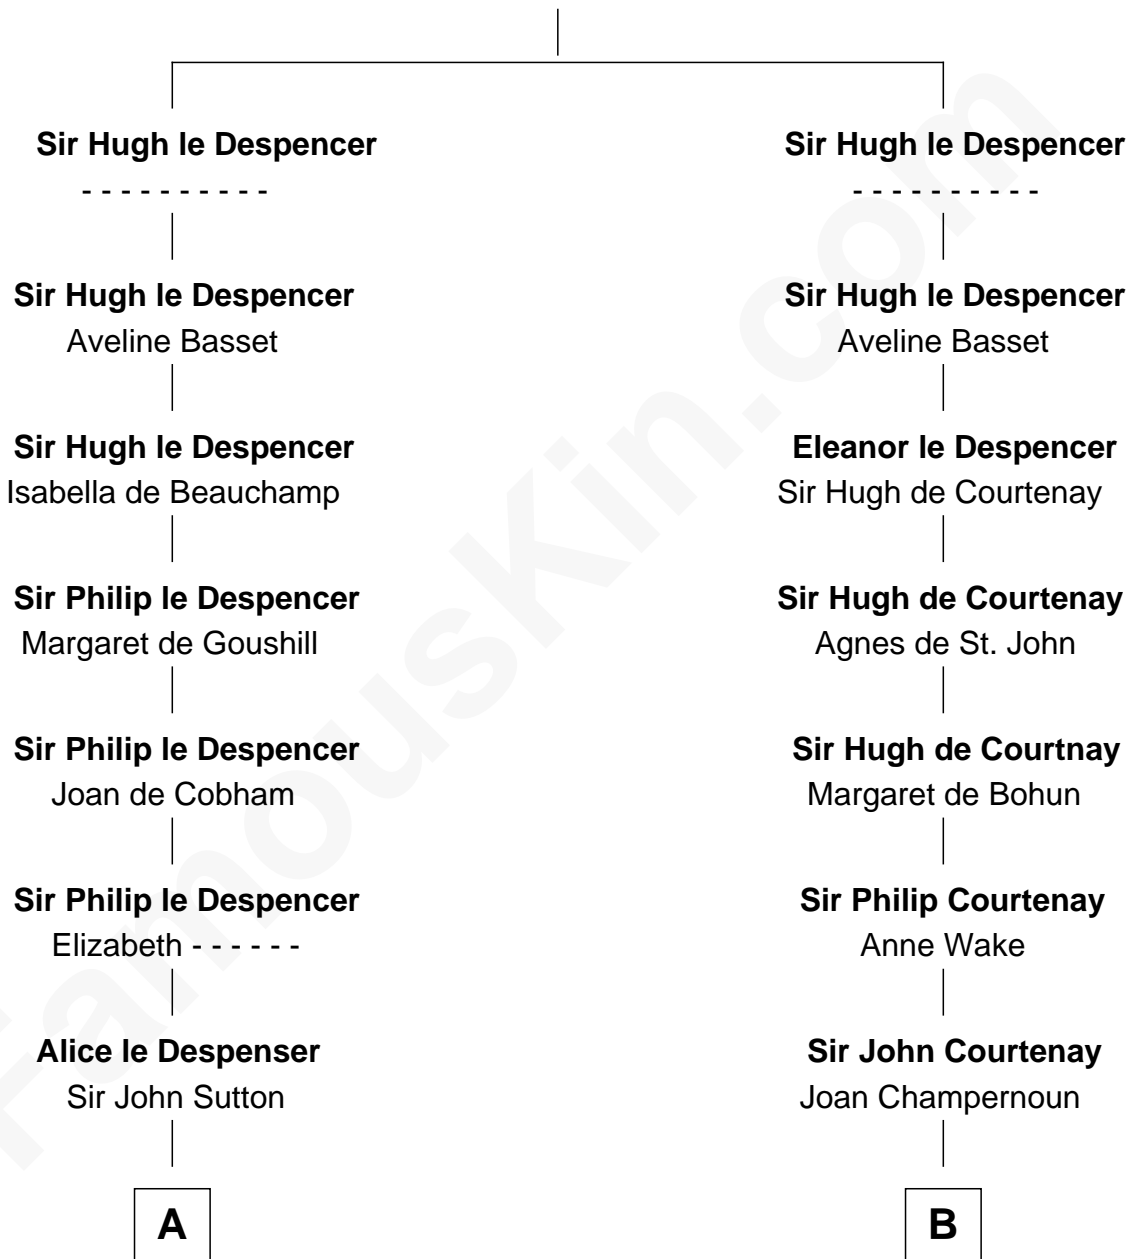 Sir Hugh le Despencer
- - - - - - - - - -
Sir Hugh le Despencer
Aveline Basset
Sir Hugh le Despencer
Isabella de Beauchamp
Sir Philip le Despencer
Margaret de Goushill
Sir Philip le Despencer
Joan de Cobham
Sir Philip le Despencer
Elizabeth - - - - - -
Alice le Despenser
Sir John Sutton
A
Sir Hugh le Despencer
- - - - - - - - - -
Sir Hugh le Despencer
Aveline Basset
Eleanor le Despencer
Sir Hugh de Courtenay
Sir Hugh de Courtenay
Agnes de St. John
Sir Hugh de Courtnay
Margaret de Bohun
Sir Philip Courtenay
Anne Wake
Sir John Courtenay
Joan Champernoun
B
FamousKin.com